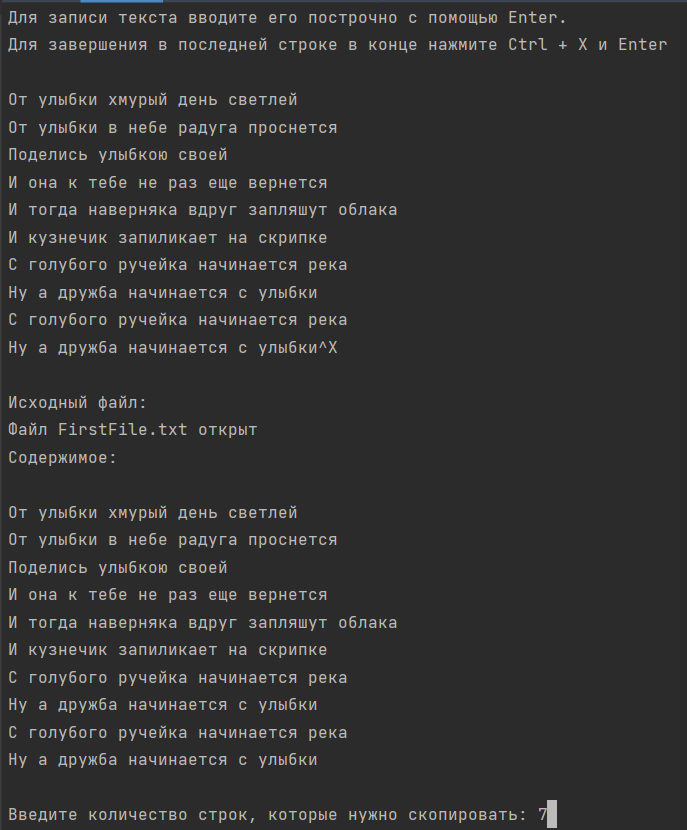 Для записи текста вводите его построчно с помощью Enter.
Для завершения в последней строке в конце нажмите Ctrl + X и Enter
От улыбки хмурый день светлей
От улыбки в небе радуга проснется
Поделись улыбкою своей
И она к тебе не раз еще вернется
И тогда наверняка вдруг запляшут облака
И кузнечик запиликает на скрипке
С голубого ручейка начинается река
Ну а дружба начинается с улыбки
С голубого ручейка начинается река
Ну а дружба начинается с улыбки^X
Исходный файл:
Файл FirstFile.txt открыт
Содержимое:
От улыбки хмурый день светлей
От улыбки в небе радуга проснется
Поделись улыбкою своей
И она к тебе не раз еще вернется
И тогда наверняка вдруг запляшут облака
И кузнечик запиликает на скрипке
С голубого ручейка начинается река
Ну а дружба начинается с улыбки
С голубого ручейка начинается река
Ну а дружба начинается с улыбки
Введите количество строк, которые нужно скопировать: 7